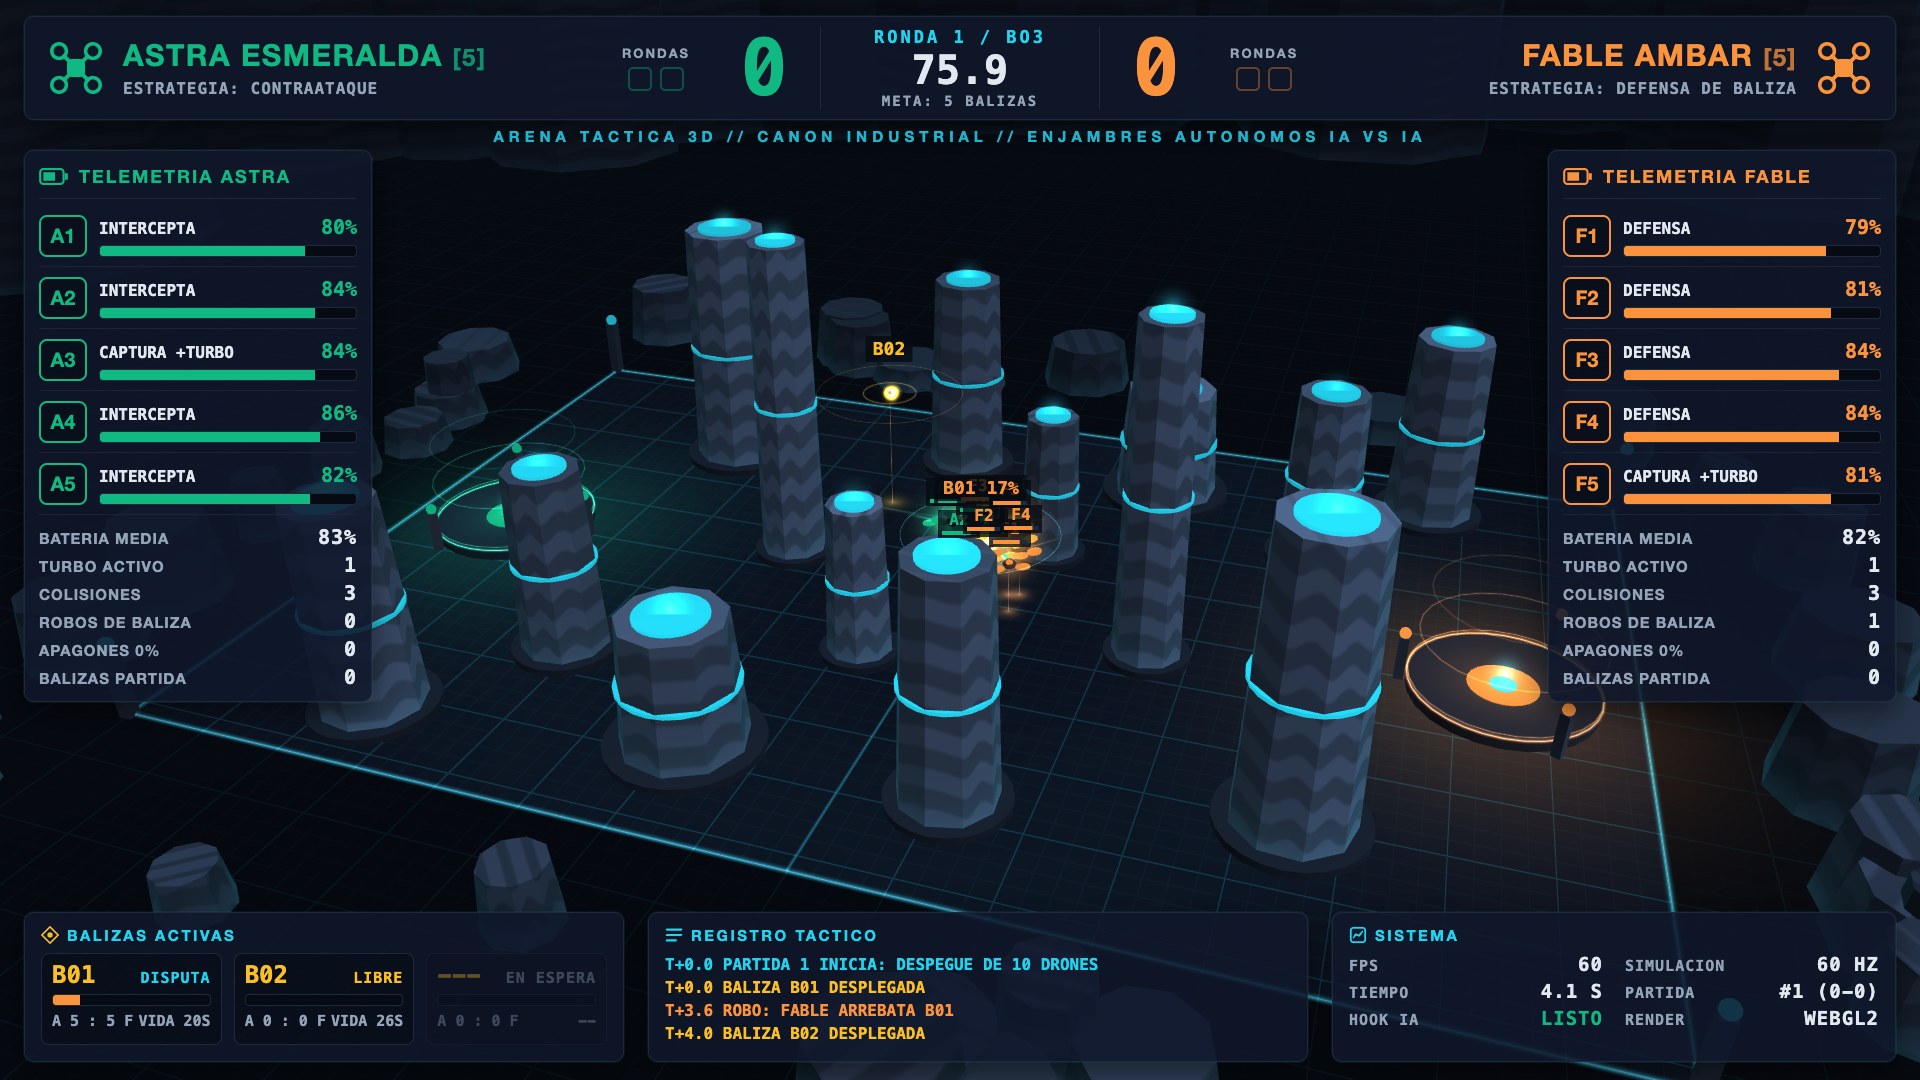 ASTRA ESMERALDA [5]
ESTRATEGIA: CONTRAATAQUE
RONDAS
0
RONDA 1 / BO3
75.9
META: 5 BALIZAS
0
RONDAS
FABLE AMBAR [5]
ESTRATEGIA: DEFENSA DE BALIZA
ARENA TACTICA 3D // CANON INDUSTRIAL // ENJAMBRES AUTONOMOS IA VS IA
TELEMETRIA ASTRA
A1 INTERCEPTA 80%
A2 INTERCEPTA 84%
A3 CAPTURA +TURBO 84%
A4 INTERCEPTA 86%
A5 INTERCEPTA 82%
BATERIA MEDIA 83%
TURBO ACTIVO 1
COLISIONES 3
ROBOS DE BALIZA 0
APAGONES 0% 0
BALIZAS PARTIDA 0
B02
B01 17%
F2 F4
TELEMETRIA FABLE
F1 DEFENSA 79%
F2 DEFENSA 81%
F3 DEFENSA 84%
F4 DEFENSA 84%
F5 CAPTURA +TURBO 81%
BATERIA MEDIA 82%
TURBO ACTIVO 1
COLISIONES 3
ROBOS DE BALIZA 1
APAGONES 0% 0
BALIZAS PARTIDA 0
BALIZAS ACTIVAS
B01 DISPUTA
A 5 : 5 F VIDA 20S
B02 LIBRE
A 0 : 0 F VIDA 26S
--- EN ESPERA
A 0 : 0 F --
REGISTRO TACTICO
T+0.0 PARTIDA 1 INICIA: DESPEGUE DE 10 DRONES
T+0.0 BALIZA B01 DESPLEGADA
T+3.6 ROBO: FABLE ARREBATA B01
T+4.0 BALIZA B02 DESPLEGADA
SISTEMA
FPS 60 SIMULACION 60 HZ
TIEMPO 4.1 S PARTIDA #1 (0-0)
HOOK IA LISTO RENDER WEBGL2